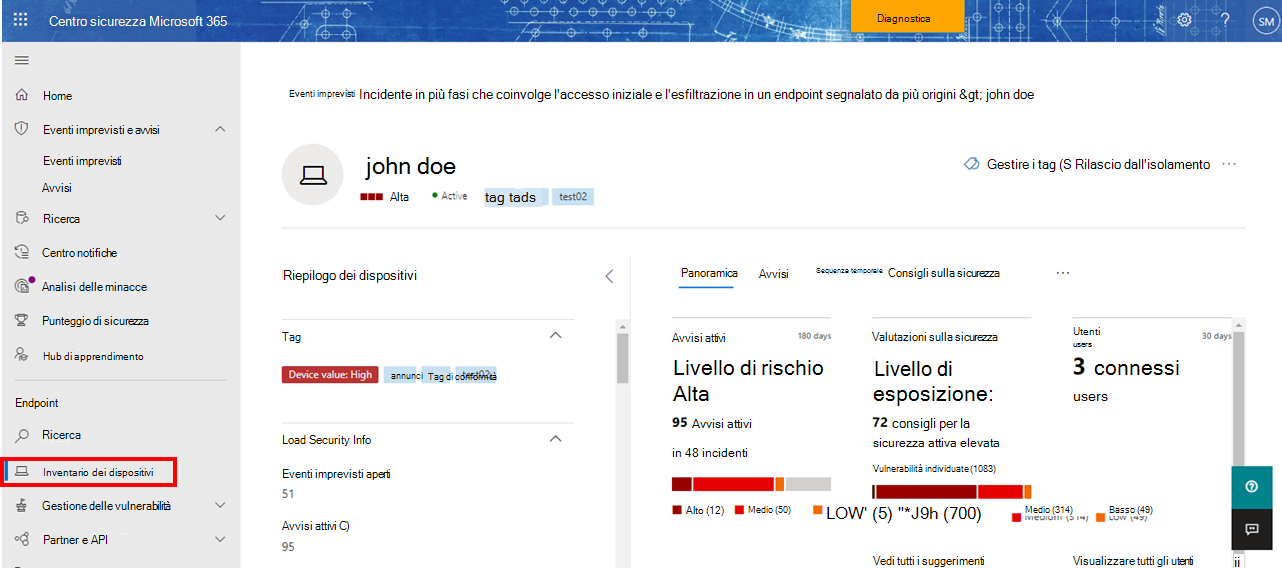 Centro sicurezza Microsoft 365
Diagnostica
?
SM
Home
Eventi imprevisti e avvisi
Eventi imprevisti
Avvisi
Ricerca
Centro notifiche
Analisi delle minacce
Punteggio di sicurezza
Hub di apprendimento
Endpoint
Ricerca
Inventario dei dispositivi
Gestione delle vulnerabilità
Partner e API
Eventi imprevisti Incidente in più fasi che coinvolge l'accesso iniziale e l'esfiltrazione in un endpoint segnalato da più origini &gt; john doe
john doe
Gestire i tag (S Rilascio dall'isolamento ...
Alta
Active
tag tads
test02
Riepilogo dei dispositivi
Tag
Device value: High
annunci
Tag di conformità
Load Security Info
Eventi imprevisti aperti
51
Avvisi attivi C)
95
Panoramica
Avvisi
Sequenza temporale
Consigli sulla sicurezza
...
Avvisi attivi
180 days
Livello di rischio
Alta
95 Avvisi attivi
in 48 incidenti
Alto (12)
Medio (50)
LOW' (5) "*J9h (700)
Valutazioni sulla sicurezza
Livello di
esposizione:
72 consigli per la
sicurezza attiva elevata
Vulnerabilità individuate (1083)
Medio (314)
Basso (49)
Medium (314)
Low (49)
Vedi tutti i suggerimenti
Utenti
users
30 days
3 connessi
users
Visualizzare tutti gli utenti
ii